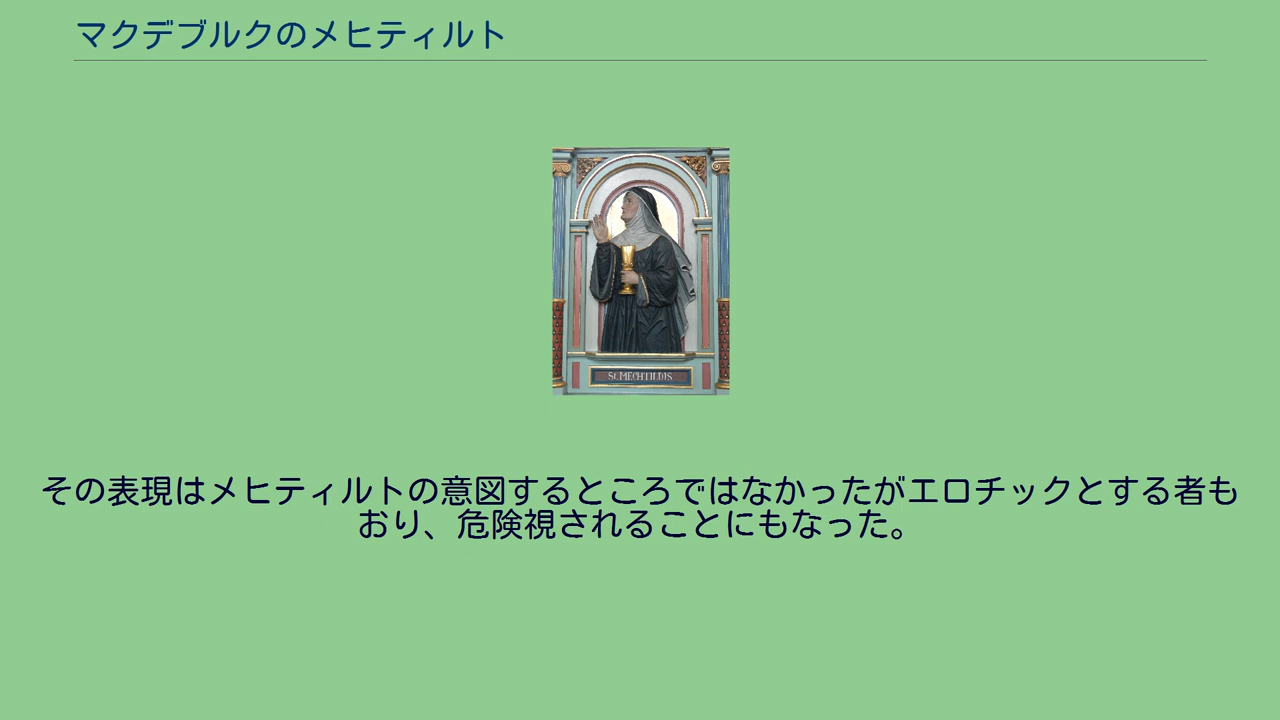 マクデブルクのメヒティルト
St. MECHTILDIS
その表現はメヒティルトの意図するところではなかったがエロチックとする者も
おり、危険視されることにもなった。